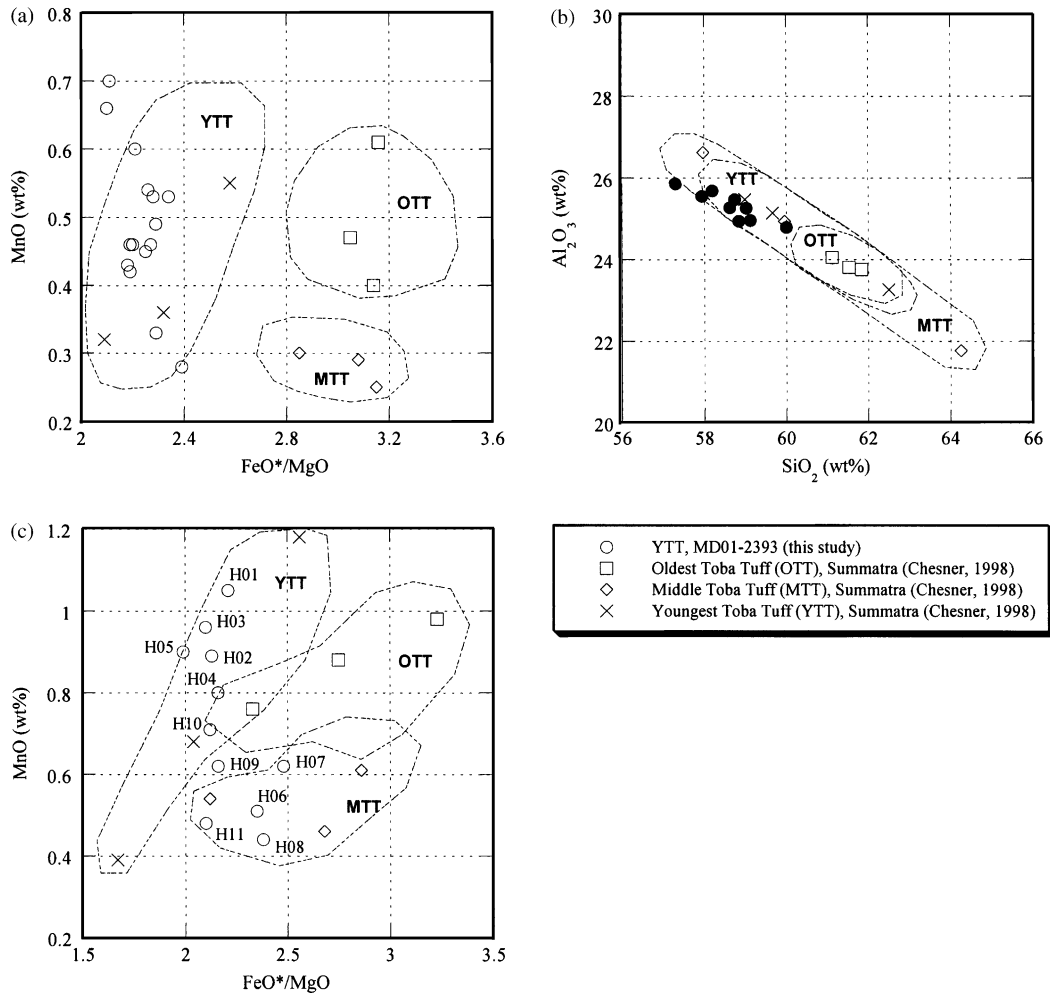 (a)
0.8
0.7
0.6
0.5
0.4
0.3
0.2
MnO (wt%)
YTT
OTT
MTT
2
2.4
2.8
3.2
3.6
FeO*/MgO
(b)
30
28
26
24
22
20
Al2O3 (wt%)
YTT
OTT
MTT
56
58
60
62
64
66
SiO2 (wt%)
(c)
1.2
1
0.8
0.6
0.4
0.2
MnO (wt%)
YTT
H01
H03
H05
H02
H04
OTT
H10
H09
H07
MTT
H06
H11
H08
1.5
2
2.5
3
3.5
FeO*/MgO
YTT, MD01-2393 (this study)
Oldest Toba Tuff (OTT), Summatra (Chesner, 1998)
Middle Toba Tuff (MTT), Summatra (Chesner, 1998)
Youngest Toba Tuff (YTT), Summatra (Chesner, 1998)